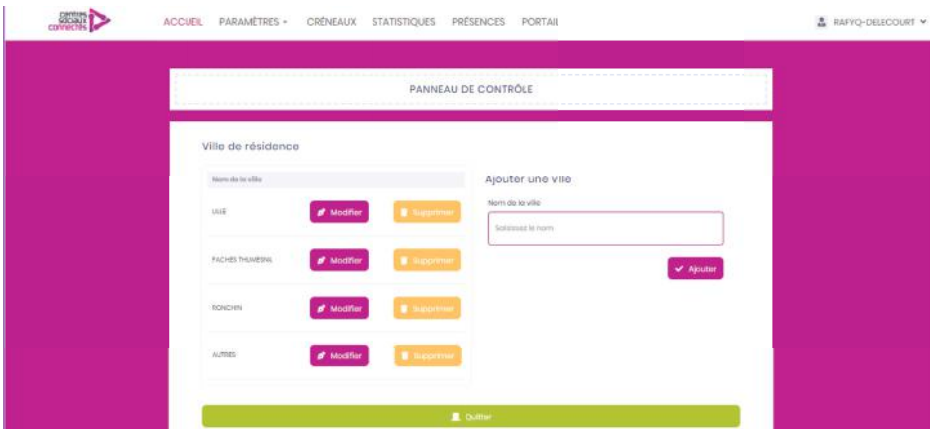 centres
sociaux
connectés
ACCUEIL PARAMÈTRES CRÉNEAUX STATISTIQUES PRÉSENCES PORTAIL RAFYQ-DELECOURT
PANNEAU DE CONTRÔLE
Ville de résidence
Nom de la ville
Ajouter une ville
Nom de la ville
LILLE Modifier Supprimer
Saisissez le nom
FACHES THUMESNIL Modifier Supprimer
Ajouter
RONCHIN Modifier Supprimer
AUTRES Modifier Supprimer
Quitter